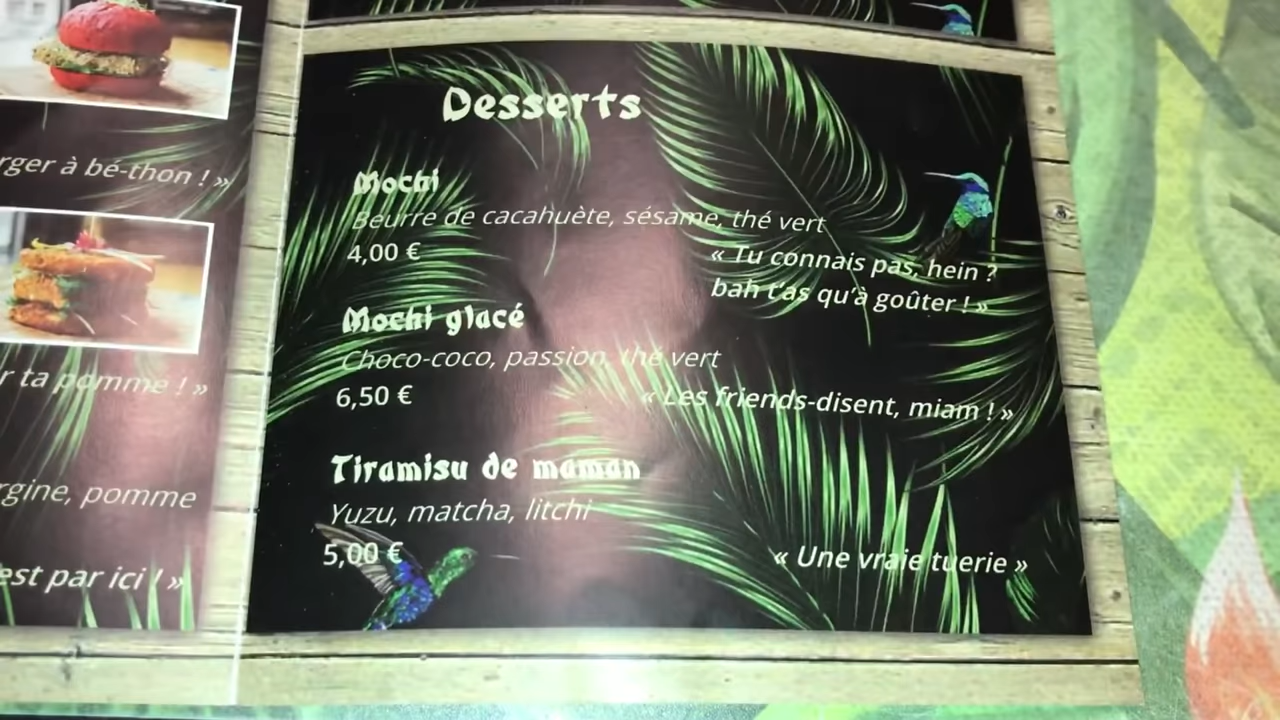 rger à bé-thon ! »
r ta pomme ! »
rgine, pomme
est par ici ! »
Desserts
Mochi
Beurre de cacahuète, sésame, thé vert
4,00 €
« Tu connais pas, hein ?
bah t'as qu'à goûter ! »
Mochi glacé
Choco-coco, passion, thé vert
6,50 €
« Les friends-disent, miam ! »
Tiramisu de maman
Yuzu, matcha, litchi
5,00 €
« Une vraie tuerie »